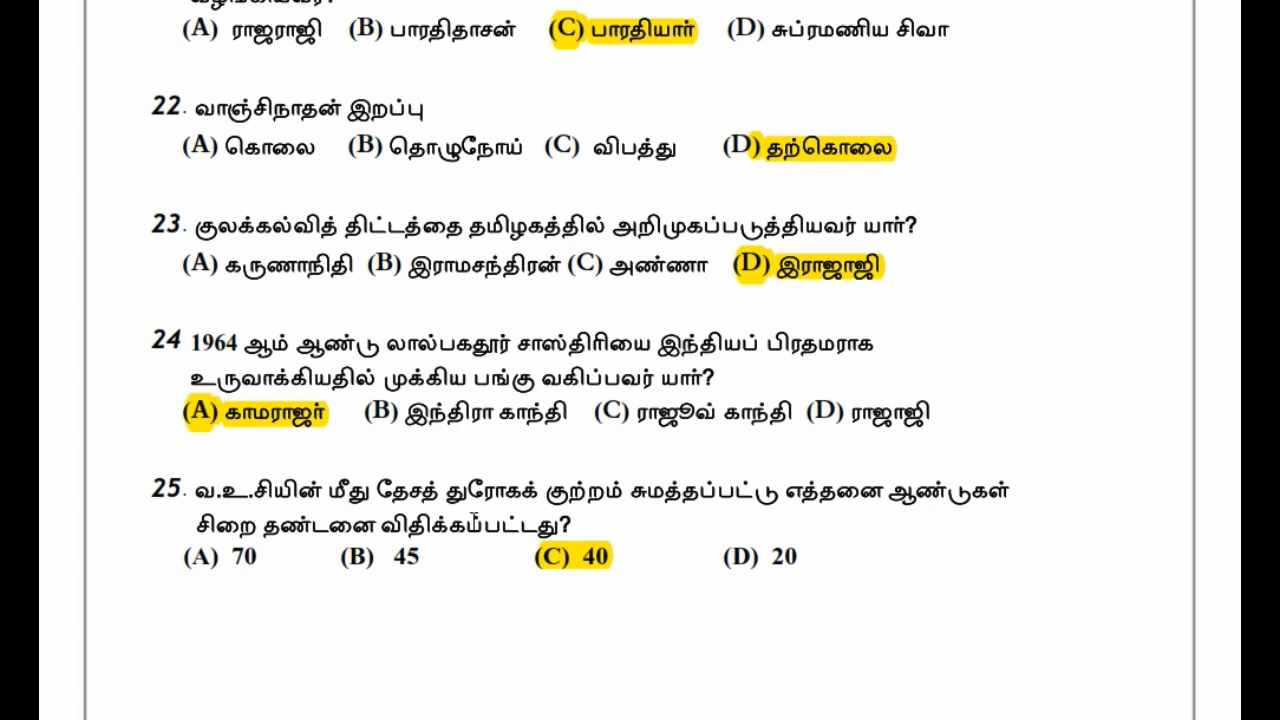 (A) ராஜராஜி (B) பாரதிதாசன் (C) பாரதியார் (D) சுப்ரமணிய சிவா
22. வாஞ்சிநாதன் இறப்பு
(A) கொலை (B) தொழுநோய் (C) விபத்து (D) தற்கொலை
23. குலக்கல்வித் திட்டத்தை தமிழகத்தில் அறிமுகப்படுத்தியவர் யார்?
(A) கருணாநிதி (B) இராமசந்திரன் (C) அண்ணா (D) இராஜாஜி
24 1964 ஆம் ஆண்டு லால்பகதூர் சாஸ்திரியை இந்தியப் பிரதமராக
உருவாக்கியதில் முக்கிய பங்கு வகிப்பவர் யார்?
(A) காமராஜர் (B) இந்திரா காந்தி (C) ராஜூவ் காந்தி (D) ராஜாஜி
25. வ.உ.சியின் மீது தேசத் துரோகக் குற்றம் சுமத்தப்பட்டு எத்தனை ஆண்டுகள்
சிறை தண்டனை விதிக்கப்பட்டது?
(A) 70 (B) 45 (C) 40 (D) 20